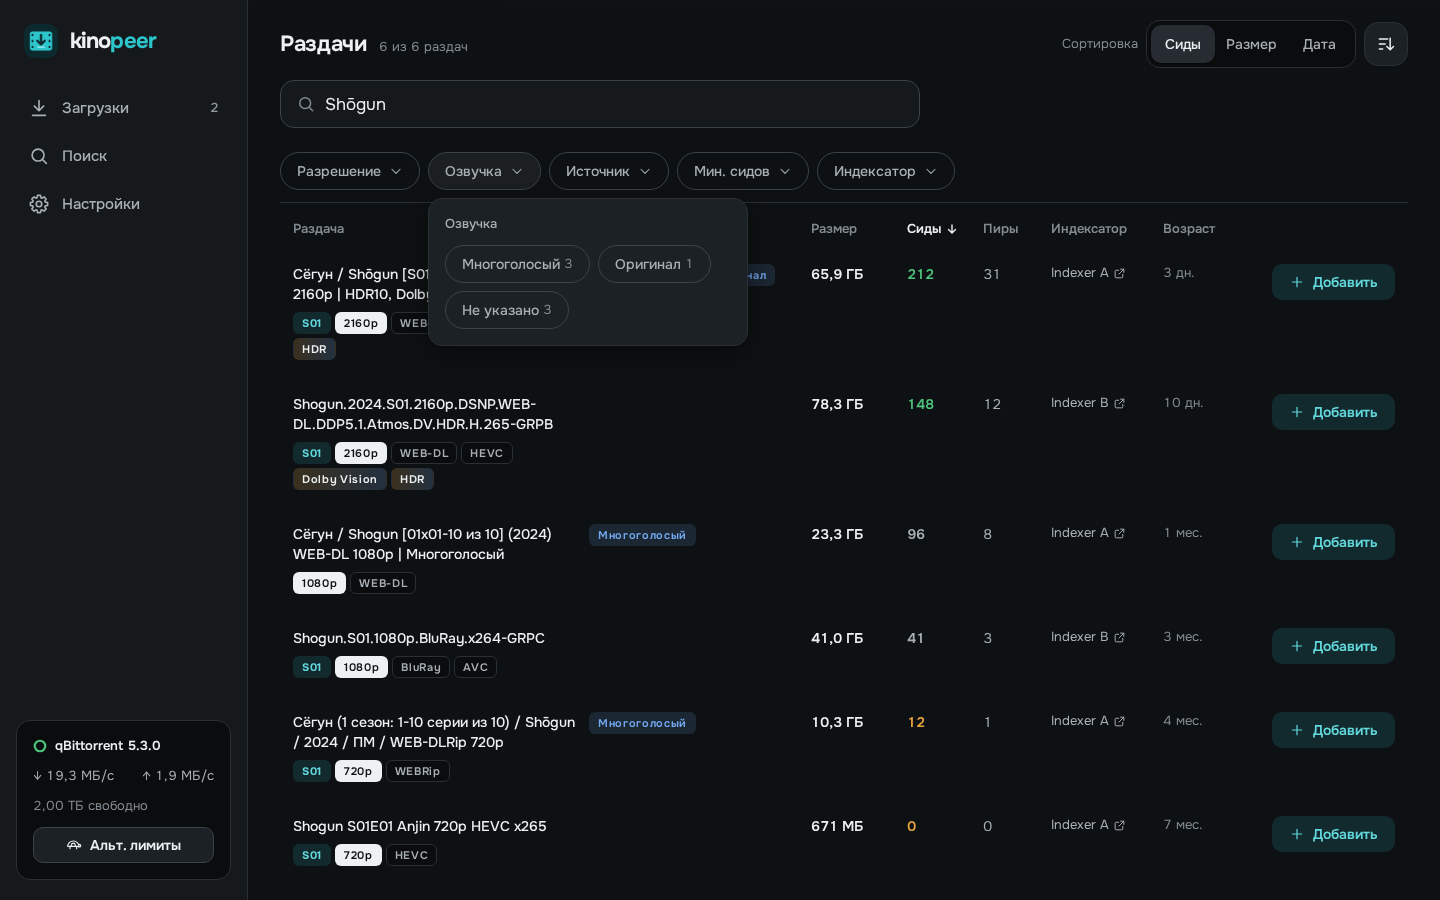 kinopeer
Загрузки 2
Поиск
Настройки
qBittorrent 5.3.0
↓ 19,3 МБ/с ↑ 1,9 МБ/с
2,00 ТБ свободно
Альт. лимиты
Раздачи 6 из 6 раздач
Сортировка Сиды Размер Дата
Shōgun
Разрешение Озвучка Источник Мин. сидов Индексатор
Озвучка
Многоголосый 3 Оригинал 1
Не указано 3
Раздача Размер Сиды ↓ Пиры Индексатор Возраст
Сёгун / Shōgun [S01 65,9 ГБ 212 31 Indexer A 3 дн. + Добавить
2160p | HDR10, Dolby
S01 2160p WEB
HDR
Shogun.2024.S01.2160p.DSNP.WEB- 78,3 ГБ 148 12 Indexer B 10 дн. + Добавить
DL.DDP5.1.Atmos.DV.HDR.H.265-GRPB
S01 2160p WEB-DL HEVC
Dolby Vision HDR
Сёгун / Shogun [01x01-10 из 10] (2024) Многоголосый 23,3 ГБ 96 8 Indexer A 1 мес. + Добавить
WEB-DL 1080p | Многоголосый
1080p WEB-DL
Shogun.S01.1080p.BluRay.x264-GRPC 41,0 ГБ 41 3 Indexer B 3 мес. + Добавить
S01 1080p BluRay AVC
Сёгун (1 сезон: 1-10 серии из 10) / Shōgun Многоголосый 10,3 ГБ 12 1 Indexer A 4 мес. + Добавить
/ 2024 / ПМ / WEB-DLRip 720p
S01 720p WEBRip
Shogun S01E01 Anjin 720p HEVC x265 671 МБ 0 0 Indexer A 7 мес. + Добавить
S01 720p HEVC